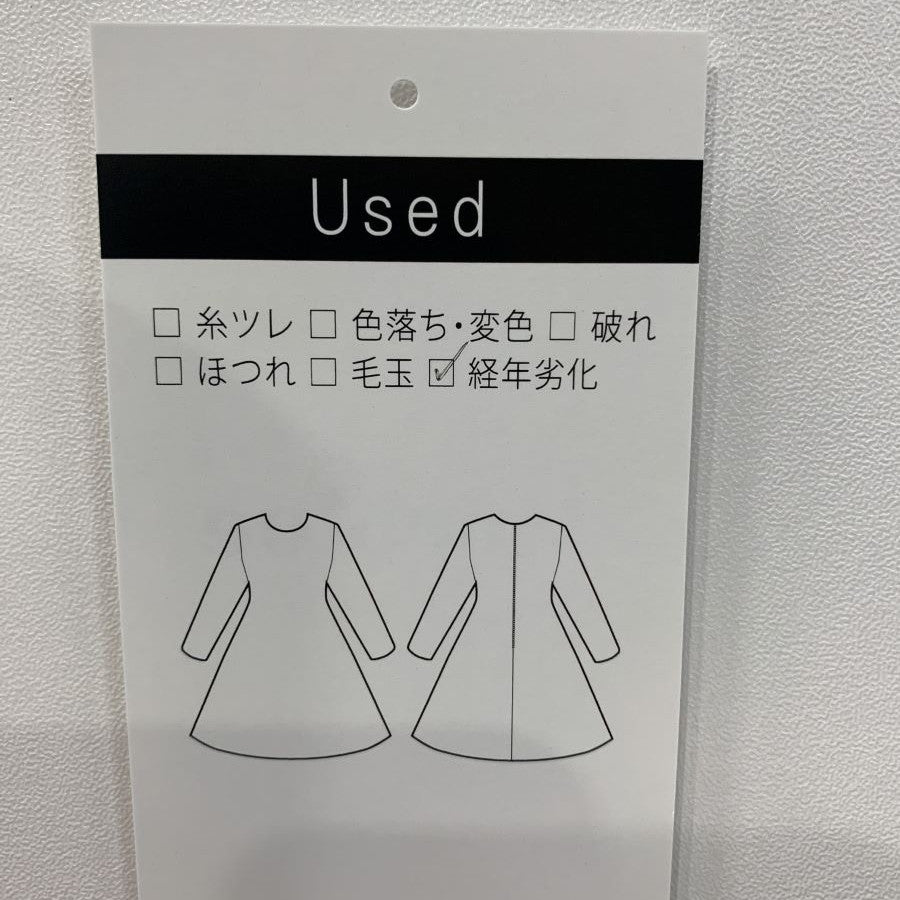 Used
□ 糸ツレ □ 色落ち・変色 □ 破れ
□ ほつれ □ 毛玉 ☑ 経年劣化